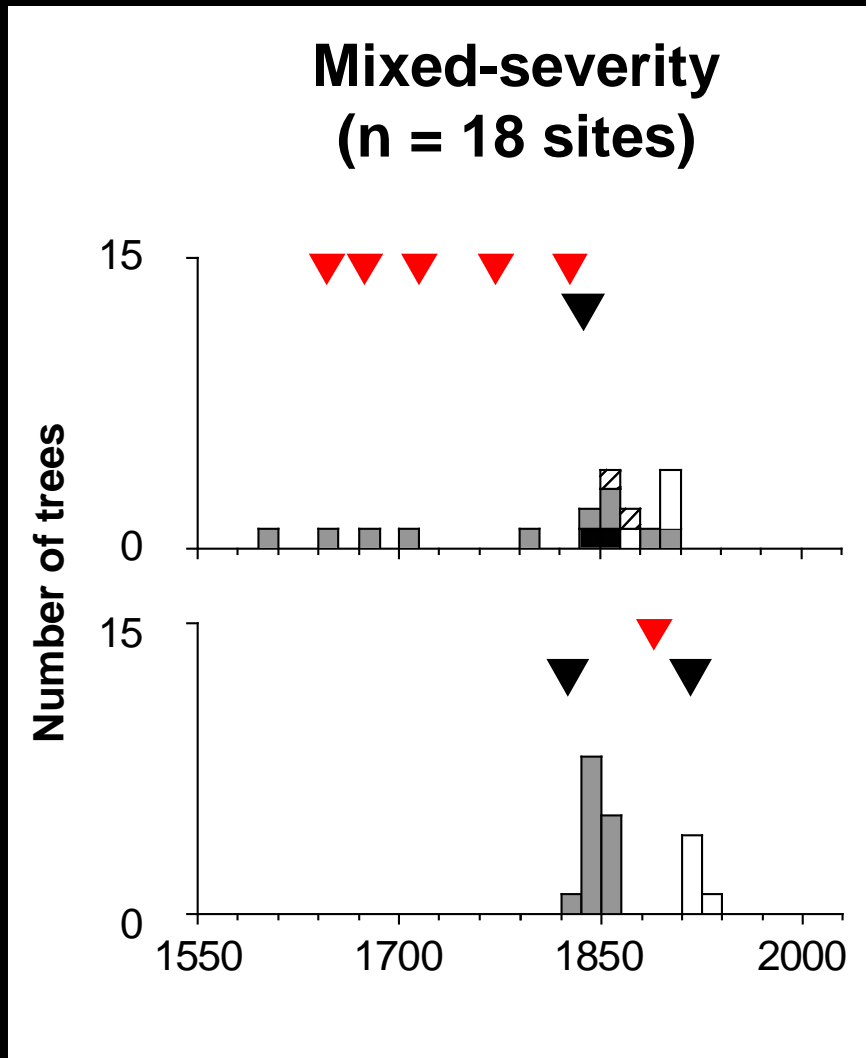 Mixed-severity
(n = 18 sites)
15
0
Number of trees
15
0
1550 1700 1850 2000